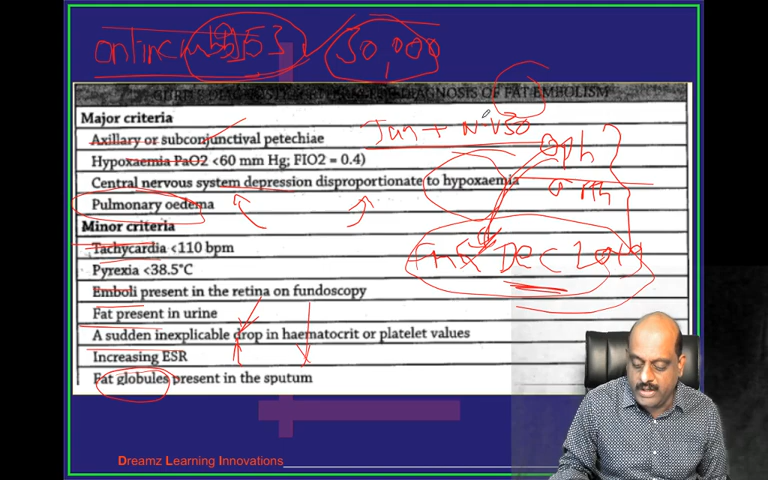 50,000
GURD'S DIAGNOSTIC CRITERIA FOR DIAGNOSIS OF FAT EMBOLISM
Major criteria
Axillary or subconjunctival petechiae
Hypoxaemia PaO2 <60 mm Hg; FIO2 = 0.4)
Central nervous system depression disproportionate to hypoxaemia
Pulmonary oedema
Minor criteria
Tachycardia <110 bpm
Pyrexia <38.5°C
Emboli present in the retina on fundoscopy
Fat present in urine
A sudden inexplicable drop in haematocrit or platelet values
Increasing ESR
Fat globules present in the sputum
Jan +
Oph
Orth
Dec 2019
Dreamz Learning Innovations